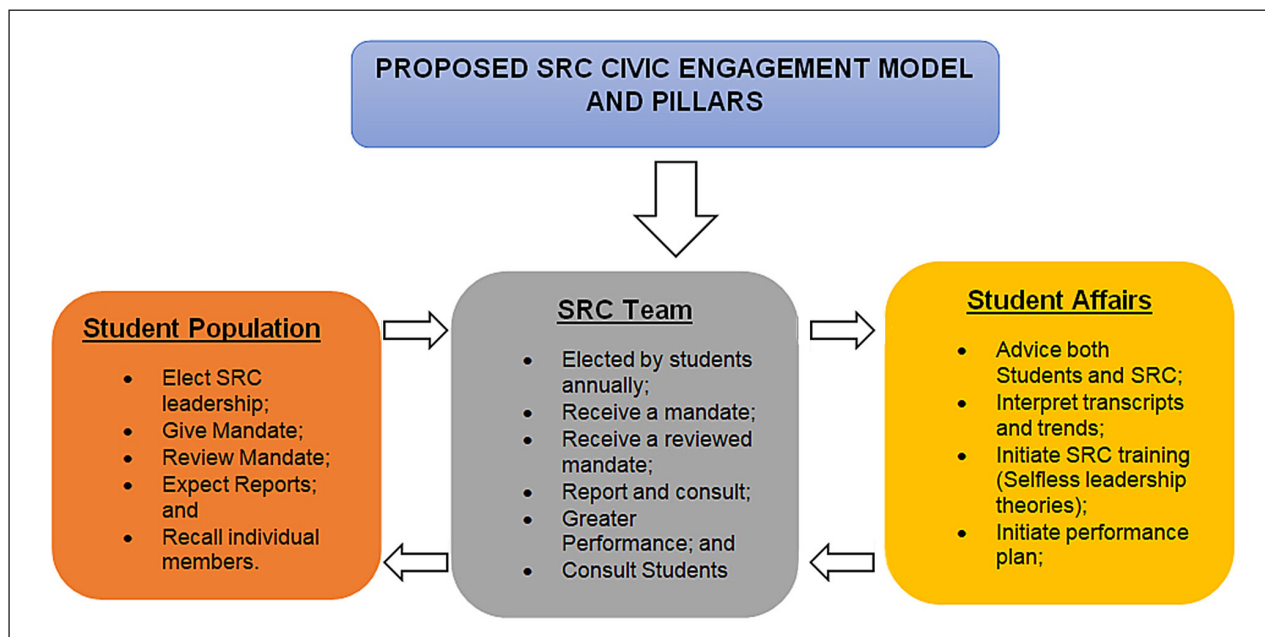 PROPOSED SRC CIVIC ENGAGEMENT MODEL
AND PILLARS
Student Population
• Elect SRC
leadership;
• Give Mandate;
• Review Mandate;
• Expect Reports;
and
• Recall individual
members.
SRC Team
• Elected by students
annually;
• Receive a mandate;
• Receive a reviewed
mandate;
• Report and consult;
• Greater
Performance; and
• Consult Students
Student Affairs
• Advice both
Students and SRC;
• Interpret transcripts
and trends;
• Initiate SRC training
(Selfless leadership
theories);
• Initiate performance
plan;